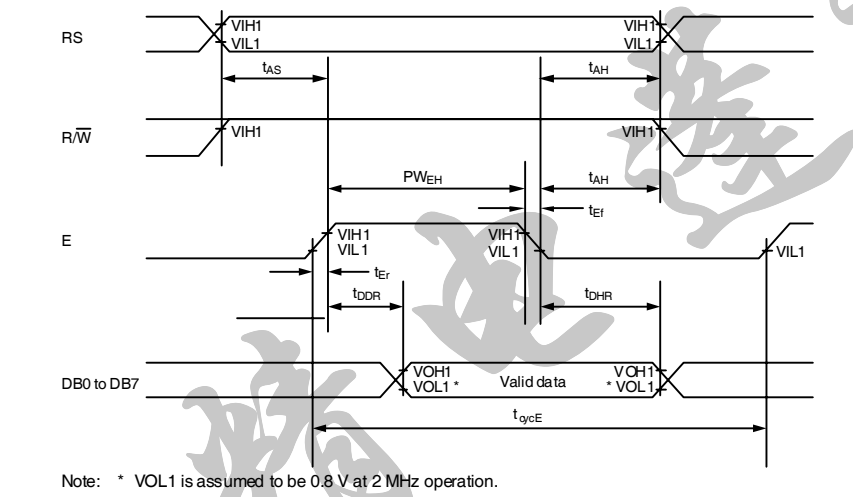 RS
VIH1
VIL1
VIH1
VIL1
tAS
tAH
R/W̅
VIH1
VIH1
PWEH
tAH
tEf
E
VIH1
VIL1
VIH1
VIL1
VIL1
tEr
tDDR
tDHR
DB0 to DB7
VOH1
VOL1 *
Valid data
VOH1
* VOL1
tcycE
Note: * VOL1 is assumed to be 0.8 V at 2 MHz operation.